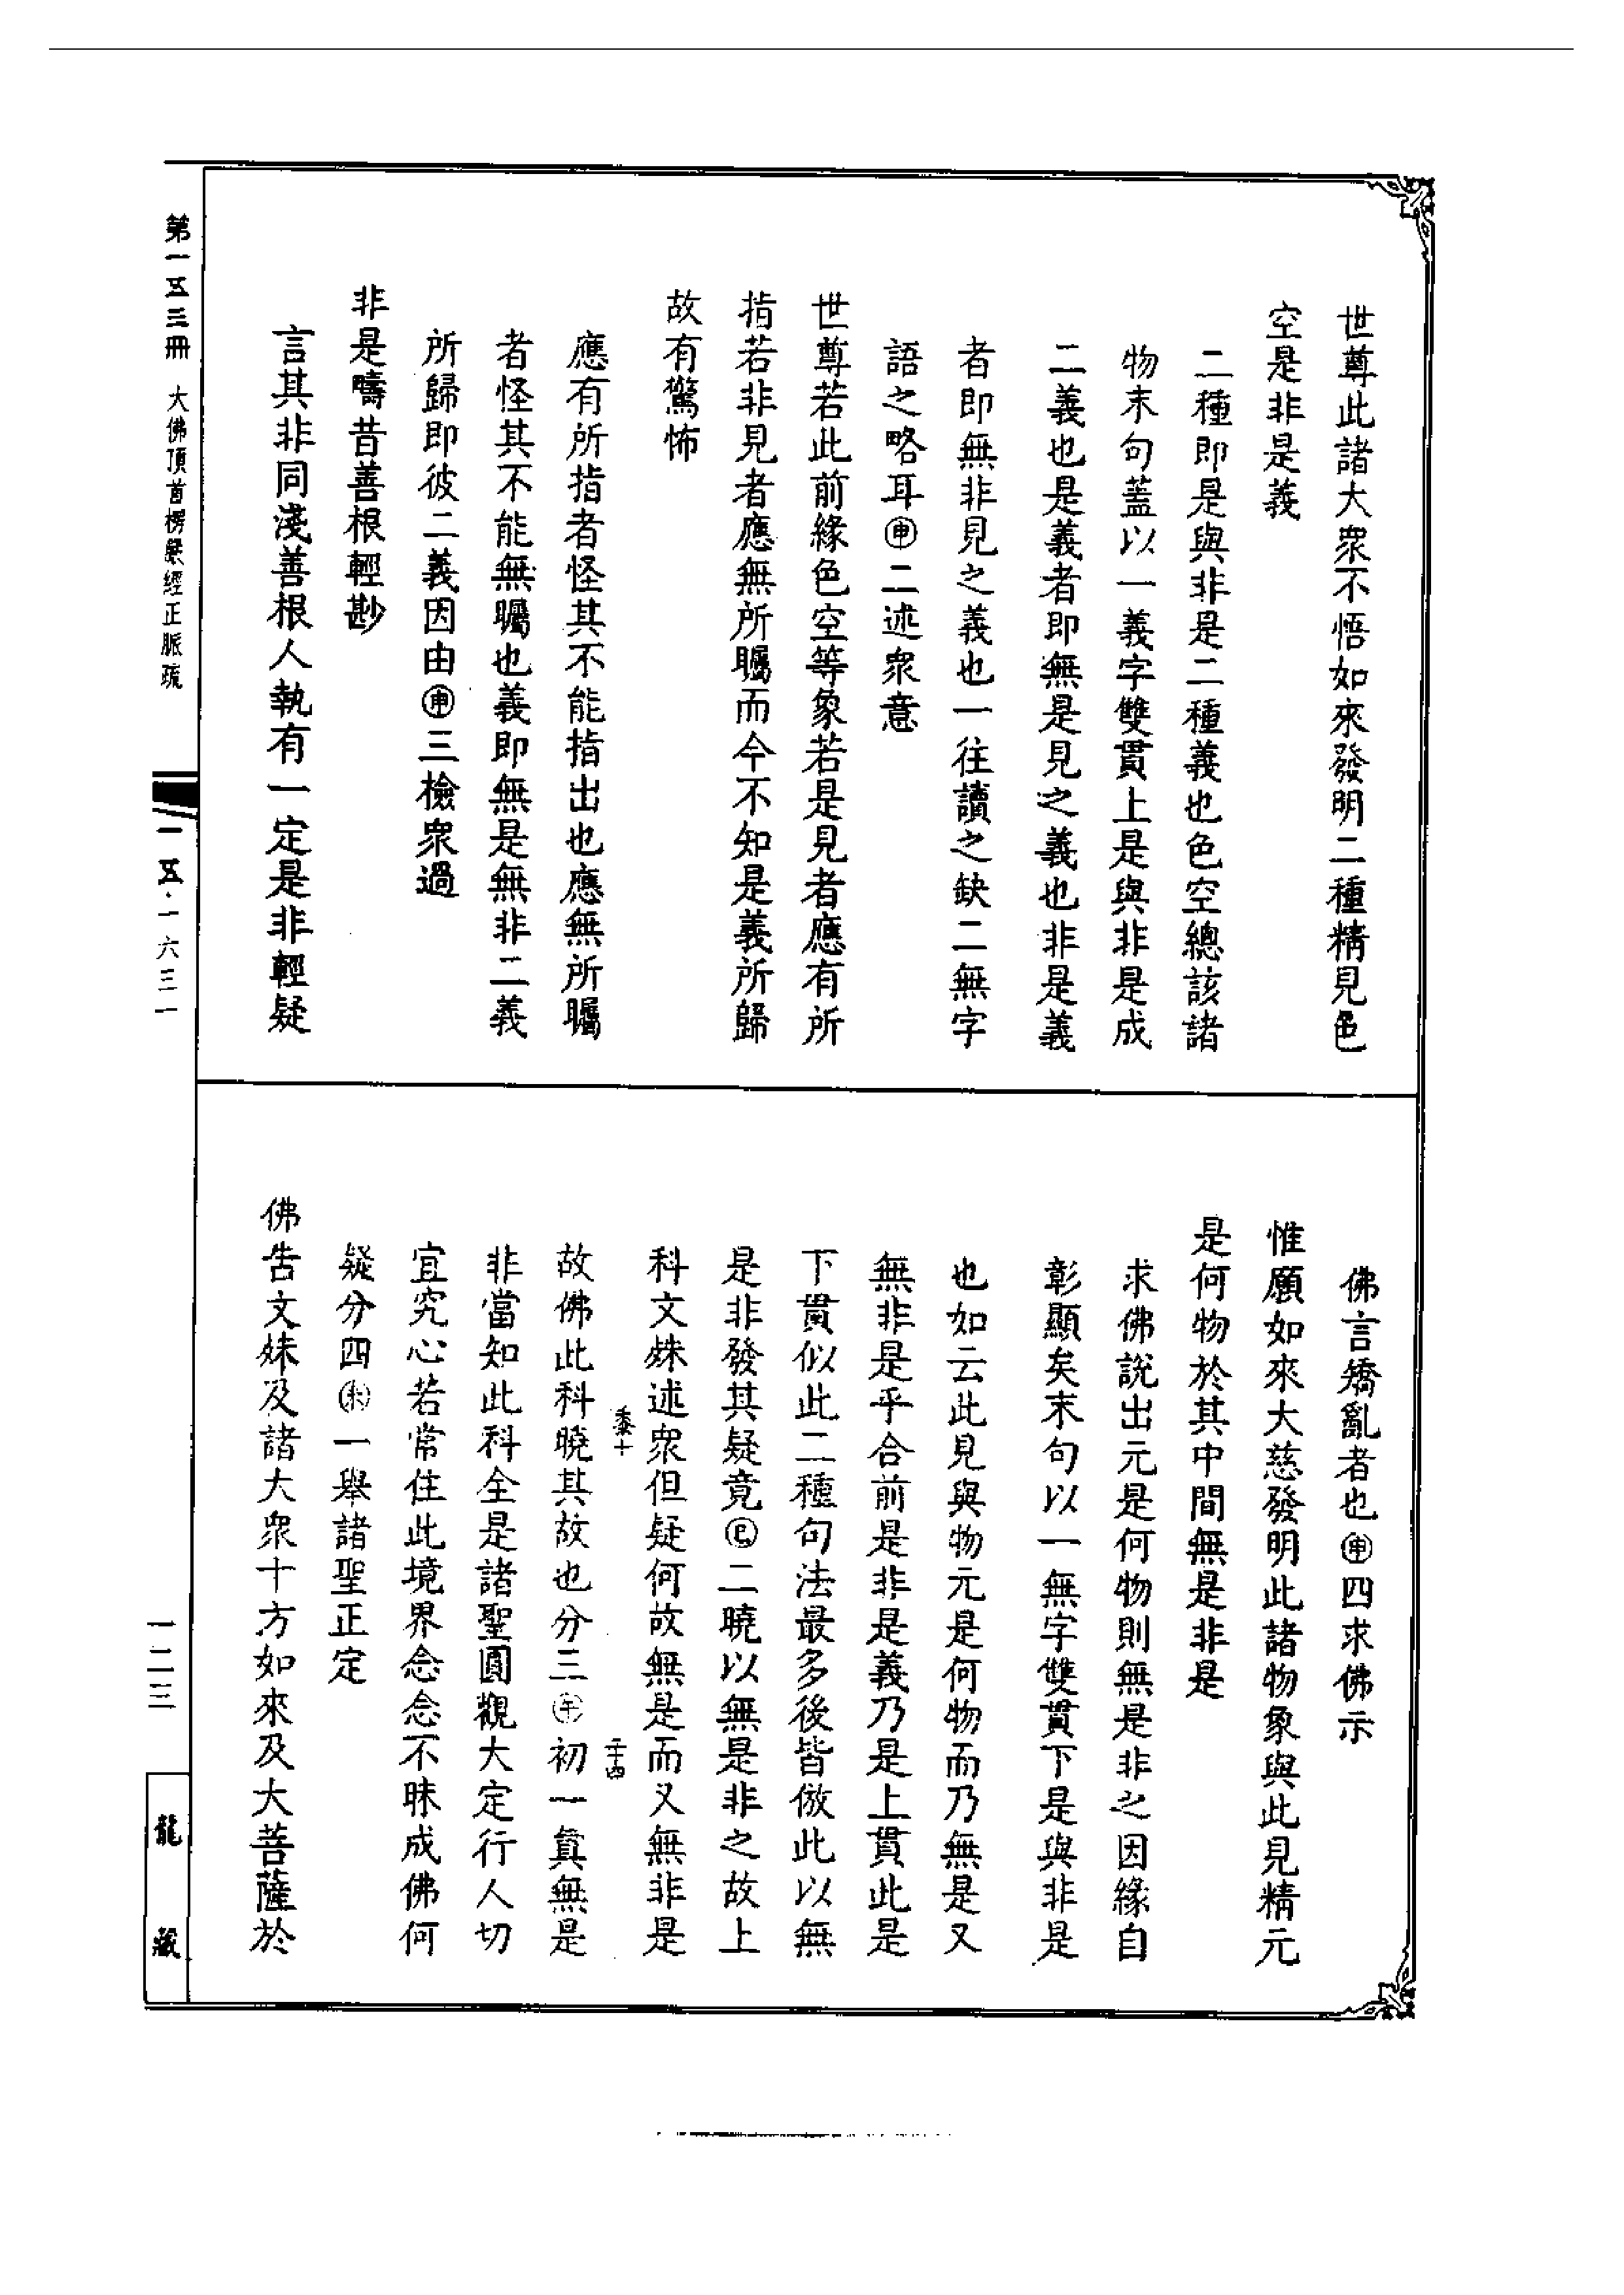 世尊此諸大衆不悟如來發明二種精見色
空是非是義
二種即是與非是二種義也色空總該諸
物末句蓋以一義字雙貫上是與非是成
二義也是義者即無是見之義也非是義
者即無非見之義也一往讀之缺二無字
語之略耳㊥二述衆意
世尊若此前緣色空等象若是見者應有所
指若非見者應無所矚而今不知是義所歸
故有驚怖
應有所指者怪其不能指出也應無所矚
者怪其不能無矚也義即無是無非二義
所歸即彼二義因由申三檢衆過
非是疇昔善根輕尠
言其非同淺善根人執有一定是非輕疑
佛言矯亂者也申四求佛示
惟願如來大慈發明此諸物象與此見精元
是何物於其中間無是非是
求佛說出元是何物則無是非之因緣自
彰顯矣末句以一無字雙貫下是與非是
也如云此見與物元是何物而乃無是又
無非是乎合前是非是義乃是上貫此是
下貫似此二種句法最多後皆倣此以無
是非發其疑竟巳二曉以無是非之故上
科文殊述衆但疑何故無是而又無非是
黍十
二十四
故佛此科曉其故也分三午初一眞無是
非當知此科全是諸聖圓觀大定行人切
宜究心若常住此境界念念不昧成佛何
疑分四未一舉諸聖正定
佛告文殊及諸大衆十方如來及大菩薩於
第一五三冊 大佛頂首楞嚴經正脈疏
一五·一六三一
一二三
龍藏